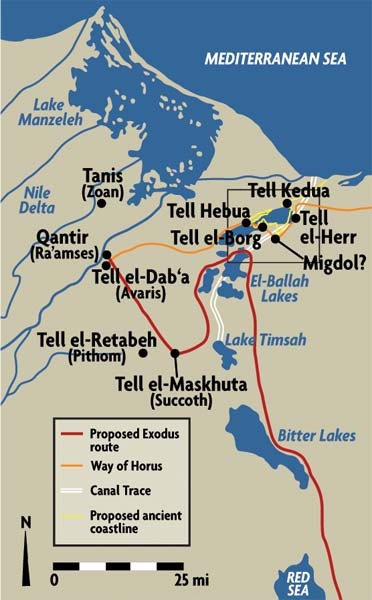 MEDITERRANEAN SEA
Lake
Manzeleh
Tanis
(Zoan)
Nile
Delta
Tell Kedua
Tell Hebua
Tell
el-Herr
Tell el-Borg
Qantir
(Ra'amses)
Migdol?
Tell el-Dab‘a
(Avaris)
El-Ballah
Lakes
Tell el-Retabeh
(Pithom)
Lake Timsah
Tell el-Maskhuta
(Succoth)
Bitter Lakes
Proposed Exodus
route
Way of Horus
Canal Trace
Proposed ancient
coastline
N
0
25 mi
RED
SEA